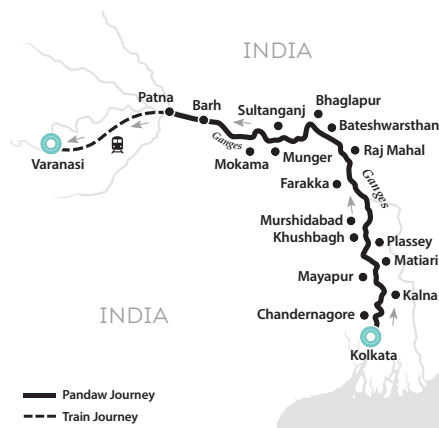 INDIA
Patna
Barh
Sultanganj
Bhaglapur
Bateshwarsthan
Varanasi
Ganges
Mokama
Munger
Raj Mahal
Farakka
Ganges
Murshidabad
Khushbagh
Plassey
Matiari
Mayapur
Kalna
INDIA
Chandernagore
Kolkata
Pandaw Journey
Train Journey